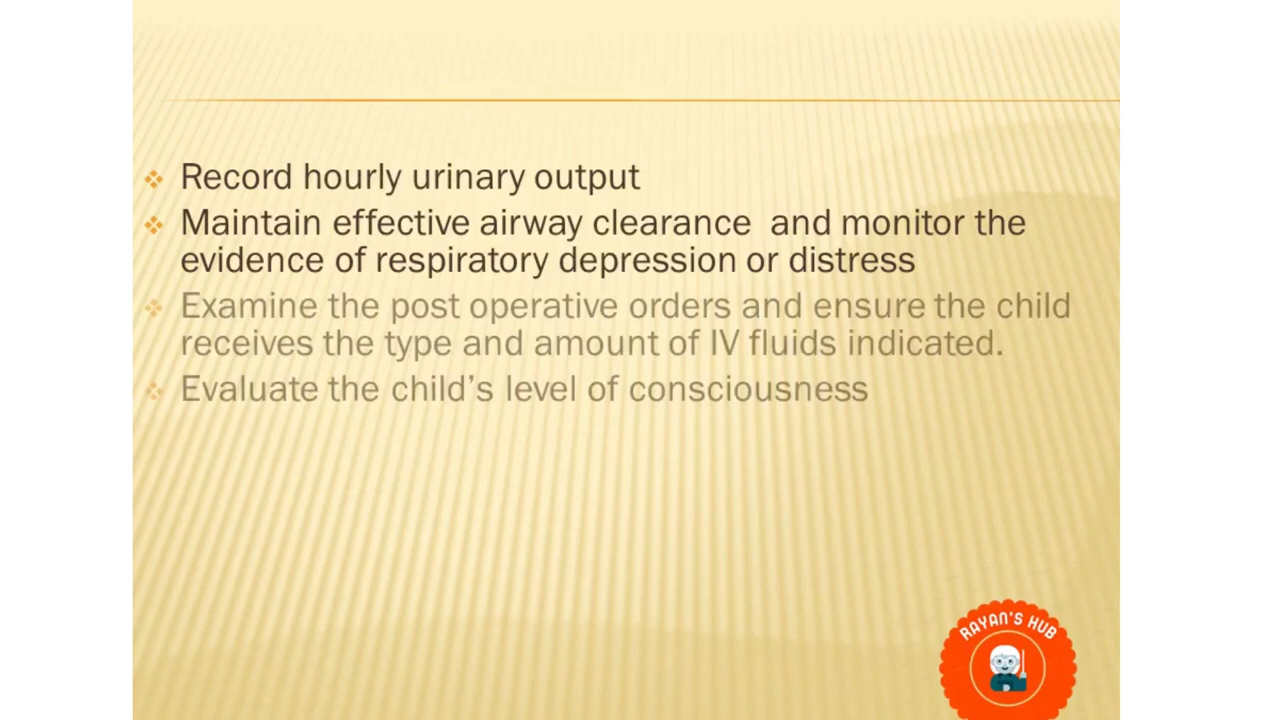 Record hourly urinary output
Maintain effective airway clearance  and monitor the
evidence of respiratory depression or distress
Examine the post operative orders and ensure the child
receives the type and amount of IV fluids indicated.
Evaluate the child’s level of consciousness
RAYAN'S HUB